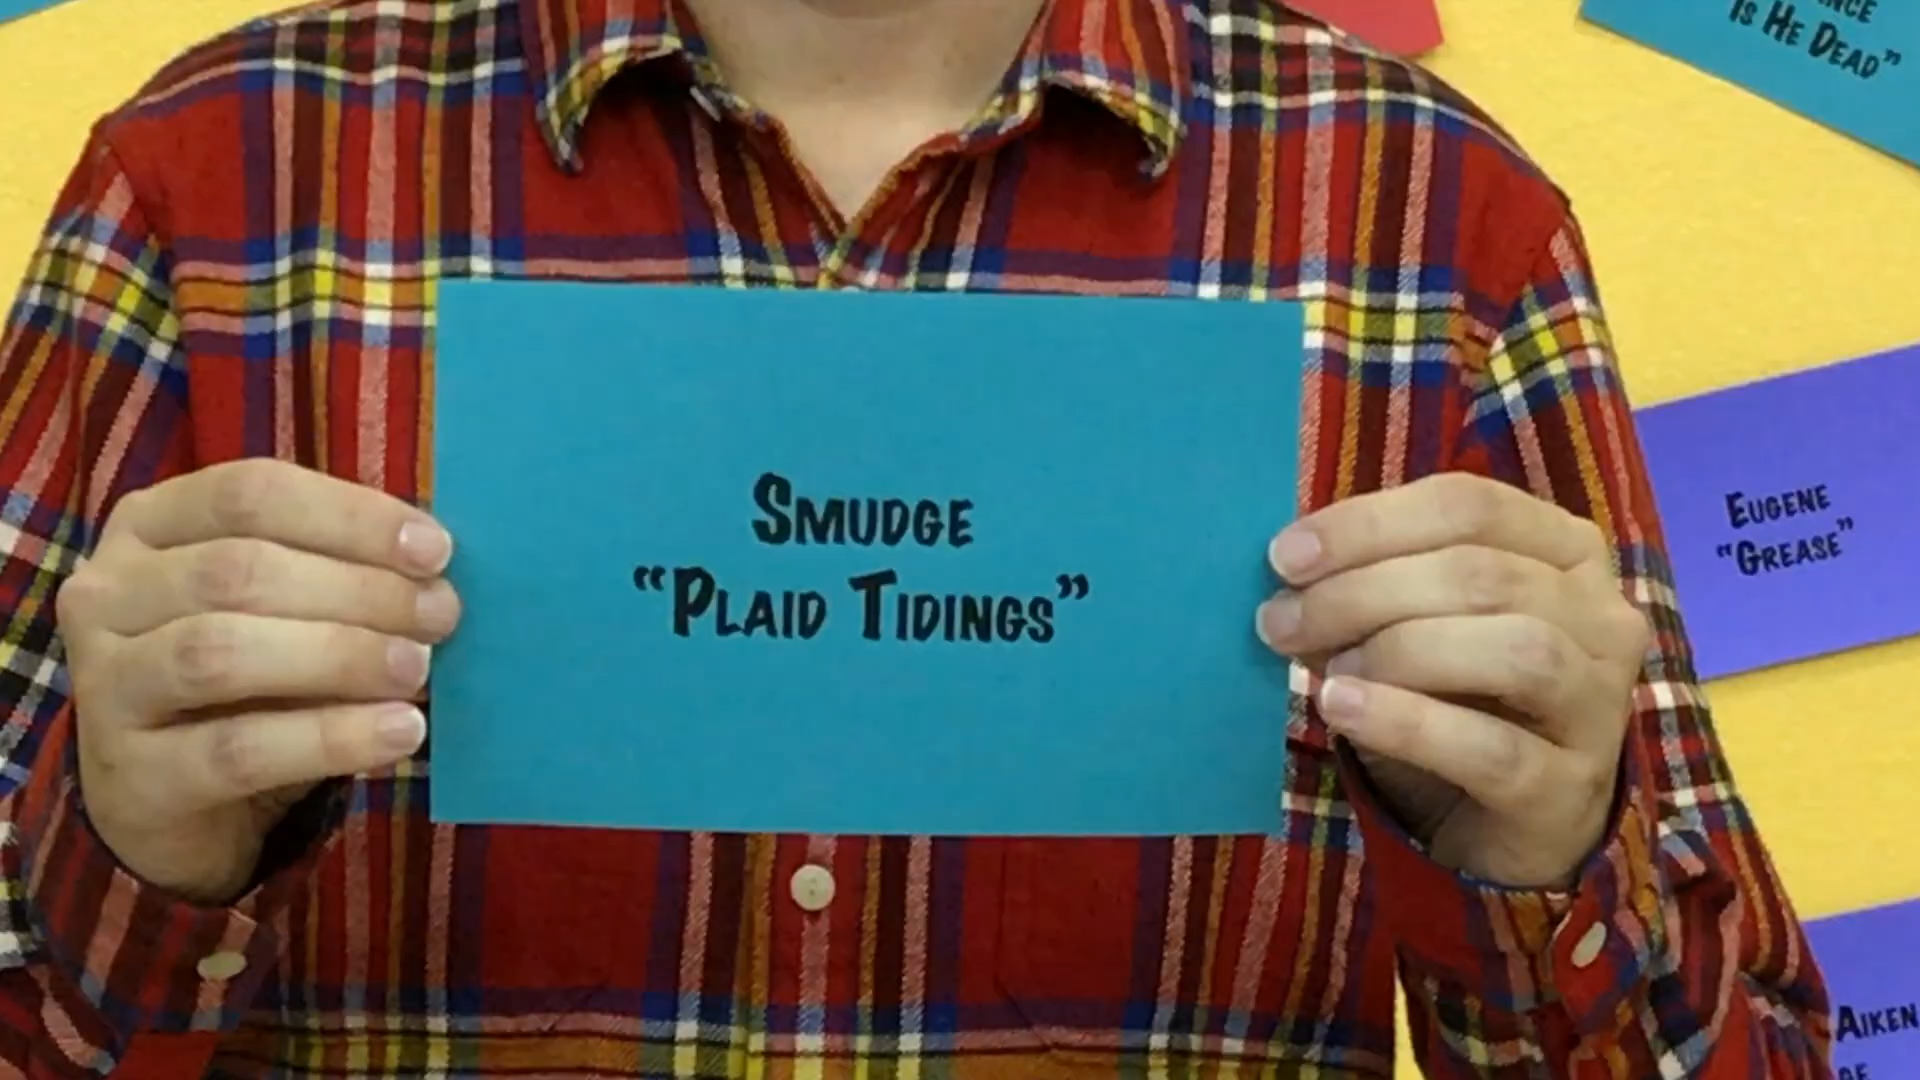 Is He Dead”
Smudge
“Plaid Tidings”
Eugene
“Grease”
Aiken